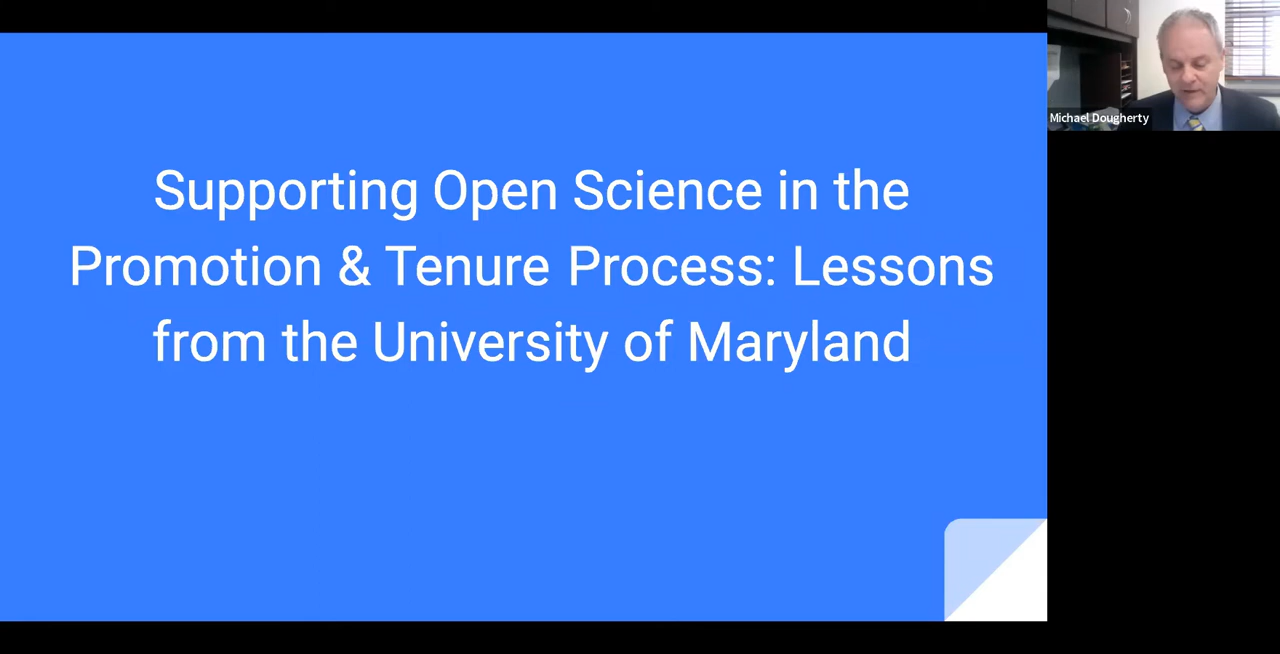 Supporting Open Science in the
Promotion & Tenure Process: Lessons
from the University of Maryland
Michael Dougherty